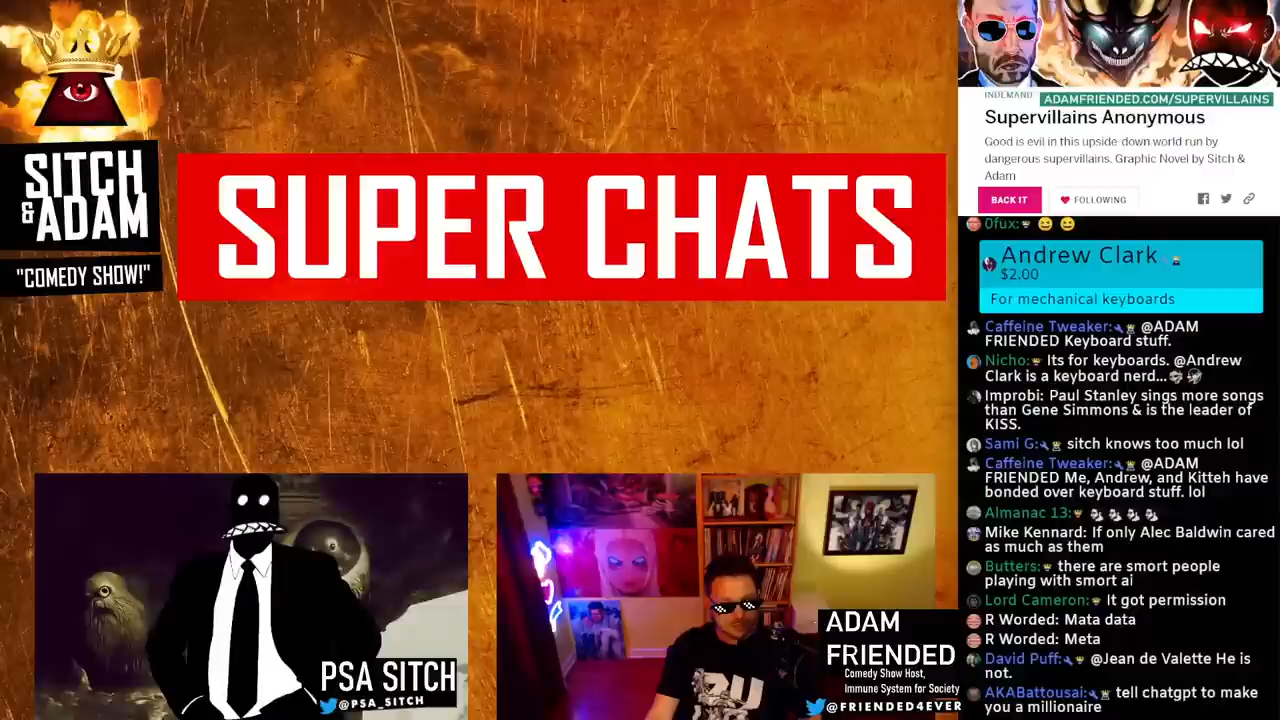 SITCH
& ADAM
"COMEDY SHOW!"
SUPER CHATS
PSA SITCH
@PSA_SITCH
ADAM
FRIENDED
Comedy Show Host,
Immune System for Society
@FRIENDED4EVER
INDEMAND
ADAMFRIENDED.COM/SUPERVILLAINS
Supervillains Anonymous
Good is evil in this upside-down world run by
dangerous supervillains. Graphic Novel by Sitch &
Adam
BACK IT
FOLLOWING
0fux:
Andrew Clark
$2.00
For mechanical keyboards
Caffeine Tweaker: @ADAM
FRIENDED Keyboard stuff.
Nicho: Its for keyboards. @Andrew
Clark is a keyboard nerd...
Improbi: Paul Stanley sings more songs
than Gene Simmons & is the leader of
KISS.
Sami G: sitch knows too much lol
Caffeine Tweaker: @ADAM
FRIENDED Me, Andrew, and Kitteh have
bonded over keyboard stuff. lol
Almanac 13:
Mike Kennard: If only Alec Baldwin cared
as much as them
Butters: there are smort people
playing with smort ai
Lord Cameron: It got permission
R Worded: Mata data
R Worded: Meta
David Puff: @Jean de Valette He is
not.
AKABattousai: tell chatgpt to make
you a millionaire